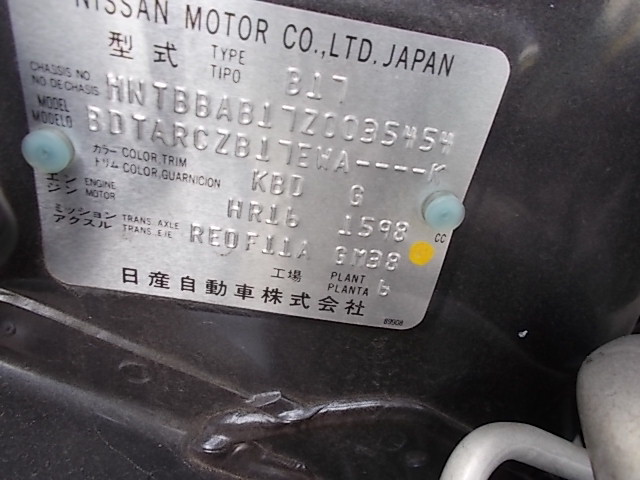 NISSAN MOTOR CO.,LTD.JAPAN
型式 TYPE TIPO B17
CHASSIS NO
NO DE CHASIS HNTBBAB17Z0035454
MODEL
MODELO BDTARCZB17EWA----K
カラー COLOR,TRIM
トリム COLOR,GUARNICION KBD G
エンジン ENGINE MOTOR HR16 1598 CC
ミッション TRANS. AXLE
アクスル TRANS. EJE RE0F11A GM38
工場 PLANT PLANTA 6
日産自動車株式会社